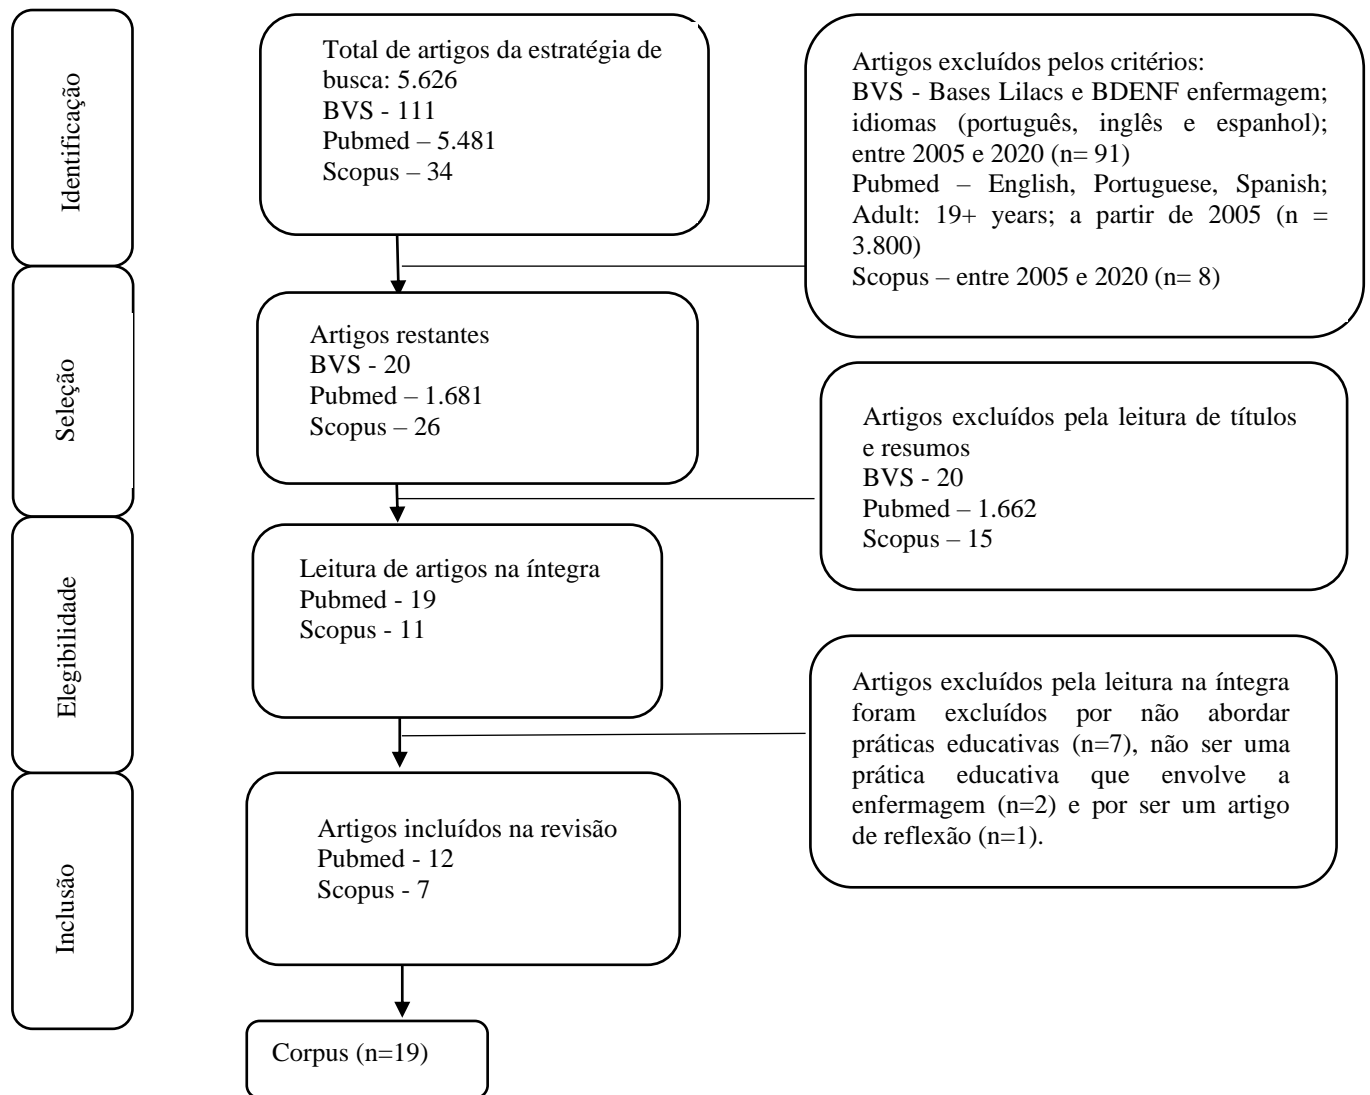 Identificação
Total de artigos da estratégia de
busca: 5.626
BVS - 111
Pubmed – 5.481
Scopus – 34
Artigos excluídos pelos critérios:
BVS - Bases Lilacs e BDENF enfermagem;
idiomas (português, inglês e espanhol);
entre 2005 e 2020 (n= 91)
Pubmed – English, Portuguese, Spanish;
Adult: 19+ years; a partir de 2005 (n =
3.800)
Scopus – entre 2005 e 2020 (n= 8)
Seleção
Artigos restantes
BVS - 20
Pubmed – 1.681
Scopus – 26
Artigos excluídos pela leitura de títulos
e resumos
BVS - 20
Pubmed – 1.662
Scopus – 15
Elegibilidade
Leitura de artigos na íntegra
Pubmed - 19
Scopus - 11
Artigos excluídos pela leitura na íntegra
foram excluídos por não abordar
práticas educativas (n=7), não ser uma
prática educativa que envolve a
enfermagem (n=2) e por ser um artigo
de reflexão (n=1).
Inclusão
Artigos incluídos na revisão
Pubmed - 12
Scopus - 7
Corpus (n=19)